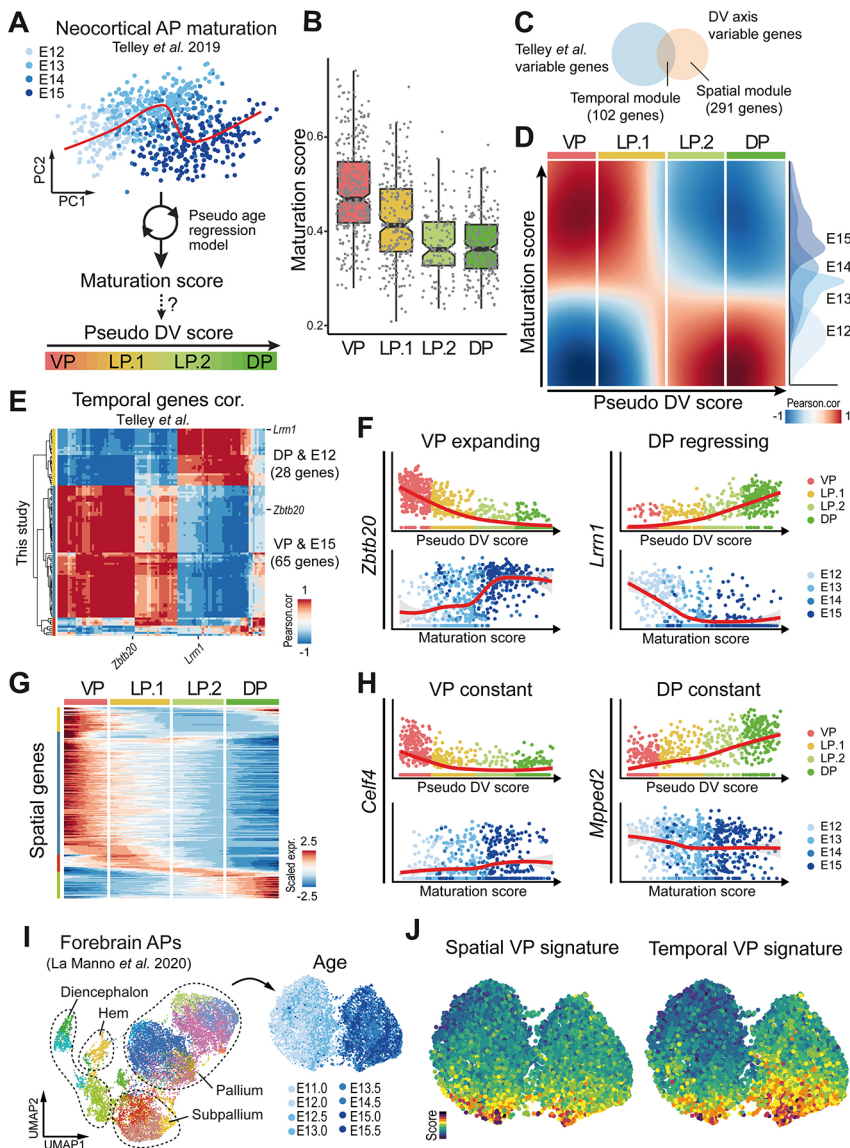 A
Neocortical AP maturation
Telley et al. 2019
E12
E13
E14
E15
PC2
PC1
Pseudo age
regression
model
Maturation score
?
Pseudo DV score
VP LP.1 LP.2 DP
B
Maturation score
0.6
0.4
0.2
VP LP.1 LP.2 DP
C
Telley et al.
variable genes
DV axis
variable genes
Temporal module
(102 genes)
Spatial module
(291 genes)
D
VP LP.1 LP.2 DP
Maturation score
E15
E14
E13
E12
Pseudo DV score
Pearson.cor
-1 1
E
Temporal genes cor.
Telley et al.
This study
Lrrn1
DP & E12
(28 genes)
Zbtb20
VP & E15
(65 genes)
1
Pearson.cor
-1
Zbtb20
Lrrn1
F
VP expanding
DP regressing
Zbtb20
Pseudo DV score
Maturation score
Lrrn1
Pseudo DV score
Maturation score
VP
LP.1
LP.2
DP
E12
E13
E14
E15
G
VP LP.1 LP.2 DP
Spatial genes
2.5
Scaled expr.
-2.5
H
VP constant
DP constant
Celf4
Pseudo DV score
Maturation score
Mpped2
Pseudo DV score
Maturation score
VP
LP.1
LP.2
DP
E12
E13
E14
E15
I
Forebrain APs
(La Manno et al. 2020)
Diencephalon
Hem
Pallium
Subpallium
UMAP2
UMAP1
Age
E11.0
E12.0
E12.5
E13.0
E13.5
E14.5
E15.0
E15.5
J
Spatial VP signature
Temporal VP signature
Score